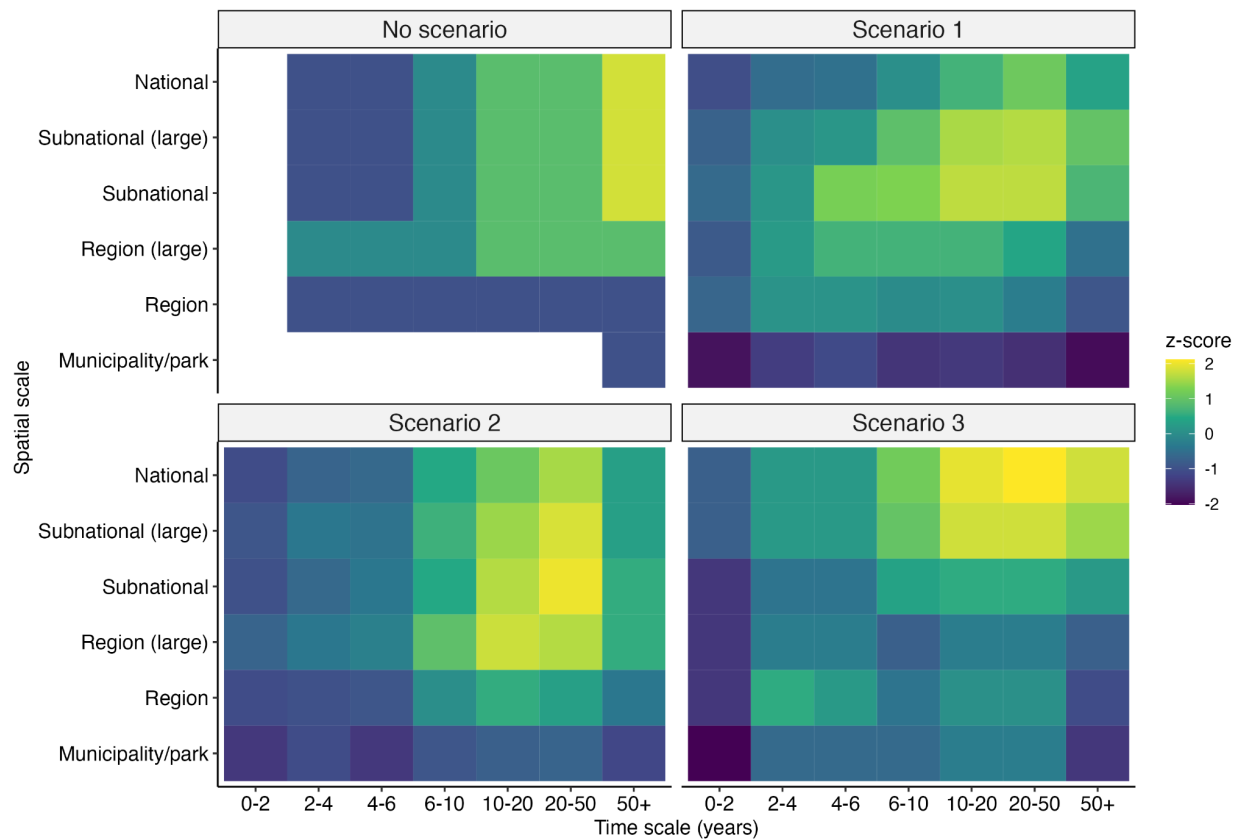 No scenario
Scenario 1
National
Subnational (large)
Subnational
Region (large)
Region
Municipality/park
z-score
2
1
0
-1
-2
Spatial scale
Scenario 2
Scenario 3
National
Subnational (large)
Subnational
Region (large)
Region
Municipality/park
0-2 2-4 4-6 6-10 10-20 20-50 50+ 0-2 2-4 4-6 6-10 10-20 20-50 50+
Time scale (years)